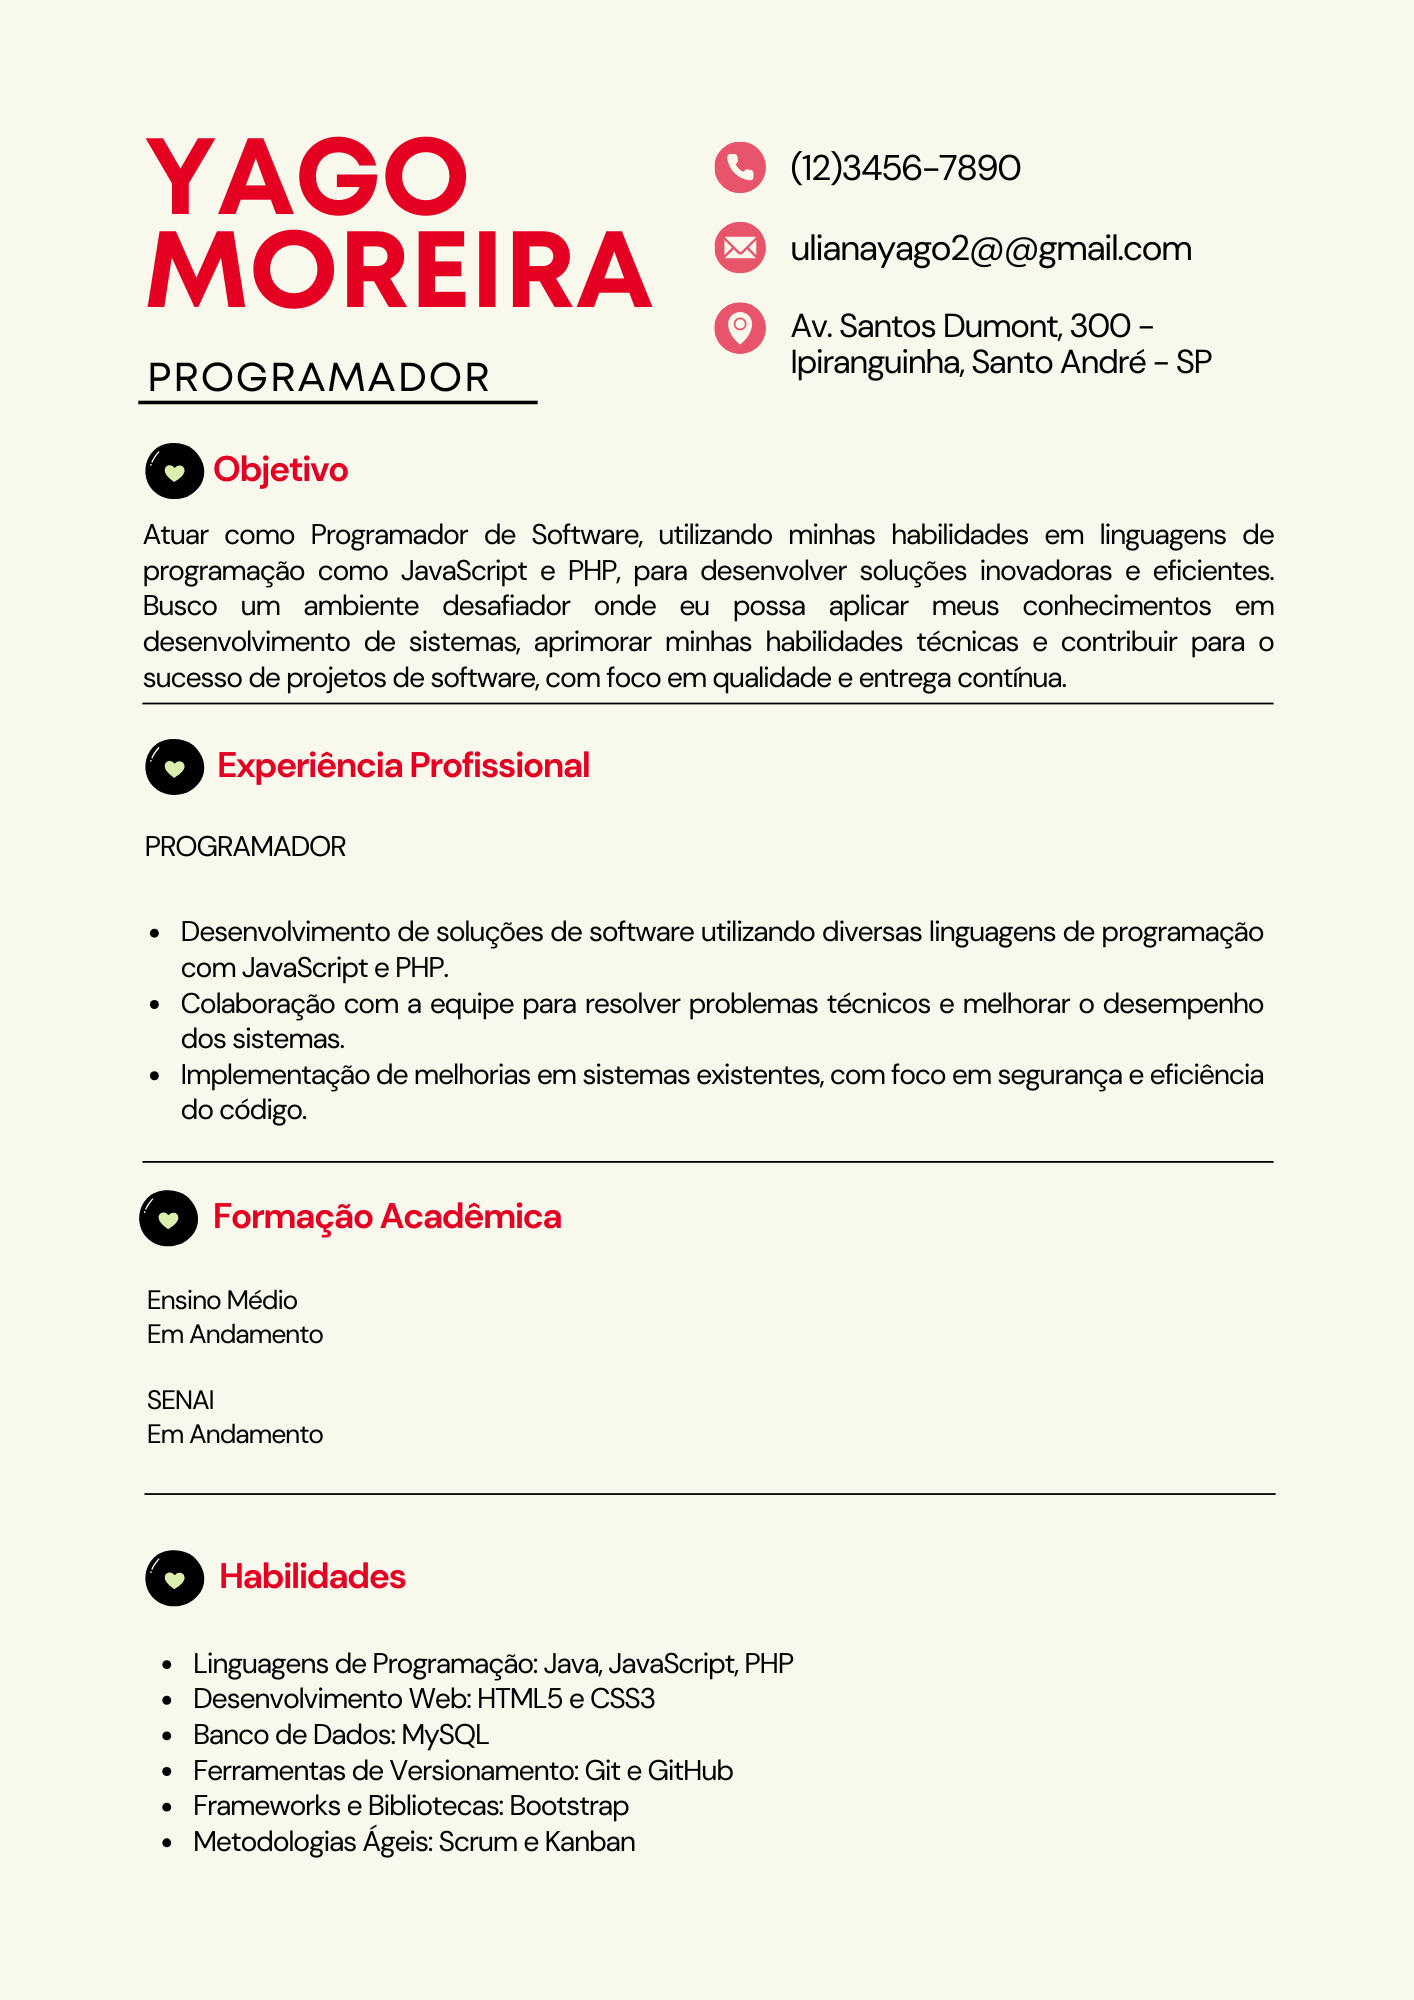 YAGO
MOREIRA
PROGRAMADOR
(12)3456-7890
ulianayago2@@gmail.com
Av. Santos Dumont, 300 -
Ipiranguinha, Santo André - SP
Objetivo
Atuar como Programador de Software, utilizando minhas habilidades em linguagens de
programação como JavaScript e PHP, para desenvolver soluções inovadoras e eficientes.
Busco um ambiente desafiador onde eu possa aplicar meus conhecimentos em
desenvolvimento de sistemas, aprimorar minhas habilidades técnicas e contribuir para o
sucesso de projetos de software, com foco em qualidade e entrega contínua.
Experiência Profissional
PROGRAMADOR
• Desenvolvimento de soluções de software utilizando diversas linguagens de programação
com JavaScript e PHP.
• Colaboração com a equipe para resolver problemas técnicos e melhorar o desempenho
dos sistemas.
• Implementação de melhorias em sistemas existentes, com foco em segurança e eficiência
do código.
Formação Acadêmica
Ensino Médio
Em Andamento
SENAI
Em Andamento
Habilidades
• Linguagens de Programação: Java, JavaScript, PHP
• Desenvolvimento Web: HTML5 e CSS3
• Banco de Dados: MySQL
• Ferramentas de Versionamento: Git e GitHub
• Frameworks e Bibliotecas: Bootstrap
• Metodologias Ágeis: Scrum e Kanban